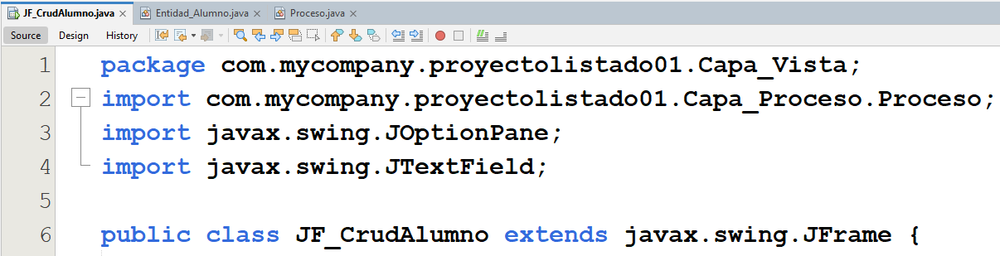 JF_CrudAlumno.java Entidad_Alumno.java Proceso.java
Source Design History
1 package com.mycompany.proyectolistado01.Capa_Vista;
2 import com.mycompany.proyectolistado01.Capa_Proceso.Proceso;
3 import javax.swing.JOptionPane;
4 import javax.swing.JTextField;
5
6 public class JF_CrudAlumno extends javax.swing.JFrame {